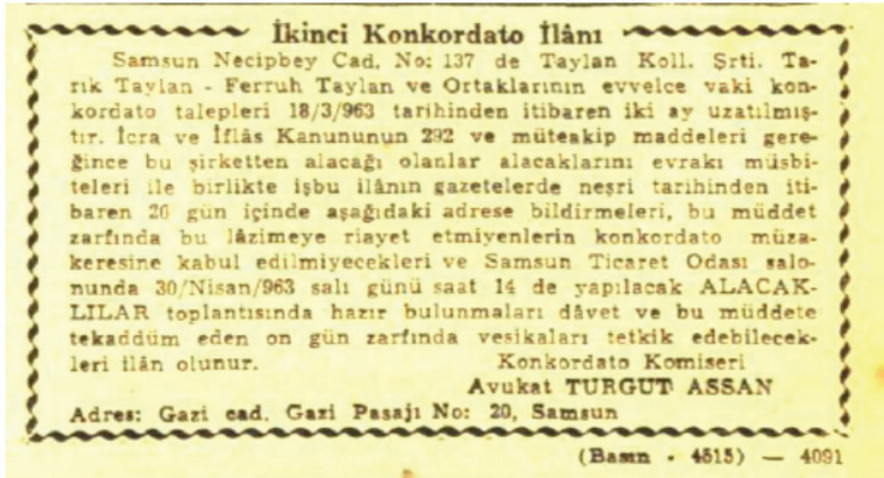 İkinci Konkordato İlânı
Samsun Necipbey Cad. No: 137 de Taylan Koll. Şrti. Ta-
rık Taylan - Ferruh Taylan ve Ortaklarının evvelce vaki kon-
kordato talepleri 18/3/963 tarihinden itibaren iki ay uzatılmış-
tır. İcra ve İflâs Kanununun 292 ve müteakip maddeleri gere-
ğince bu şirketten alacağı olanlar alacaklarını evrakı müsbi-
teleri ile birlikte işbu ilânın gazetelerde neşri tarihinden iti-
baren 20 gün içinde aşağıdaki adrese bildirmeleri, bu müddet
zarfında bu lâzimeye riayet etmiyenlerin konkordato müza-
keresine kabul edilmiyecekleri ve Samsun Ticaret Odası salo-
nunda 30/Nisan/963 salı günü saat 14 de yapılacak ALACAK-
LILAR toplantısında hazır bulunmaları dâvet ve bu müddete
tekaddüm eden on gün zarfında vesikaları tetkik edebilecek-
leri ilân olunur.
Konkordato Komiseri
Avukat TURGUT ASSAN
Adres: Gazi cad. Gazi Pasajı No: 20, Samsun
(Basın - 4515) — 4091